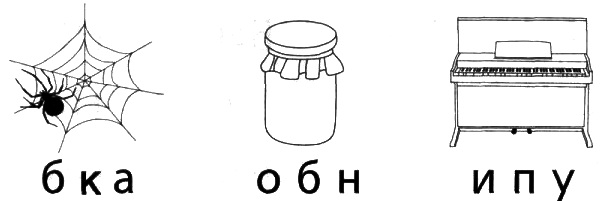 б к а о б н и п у